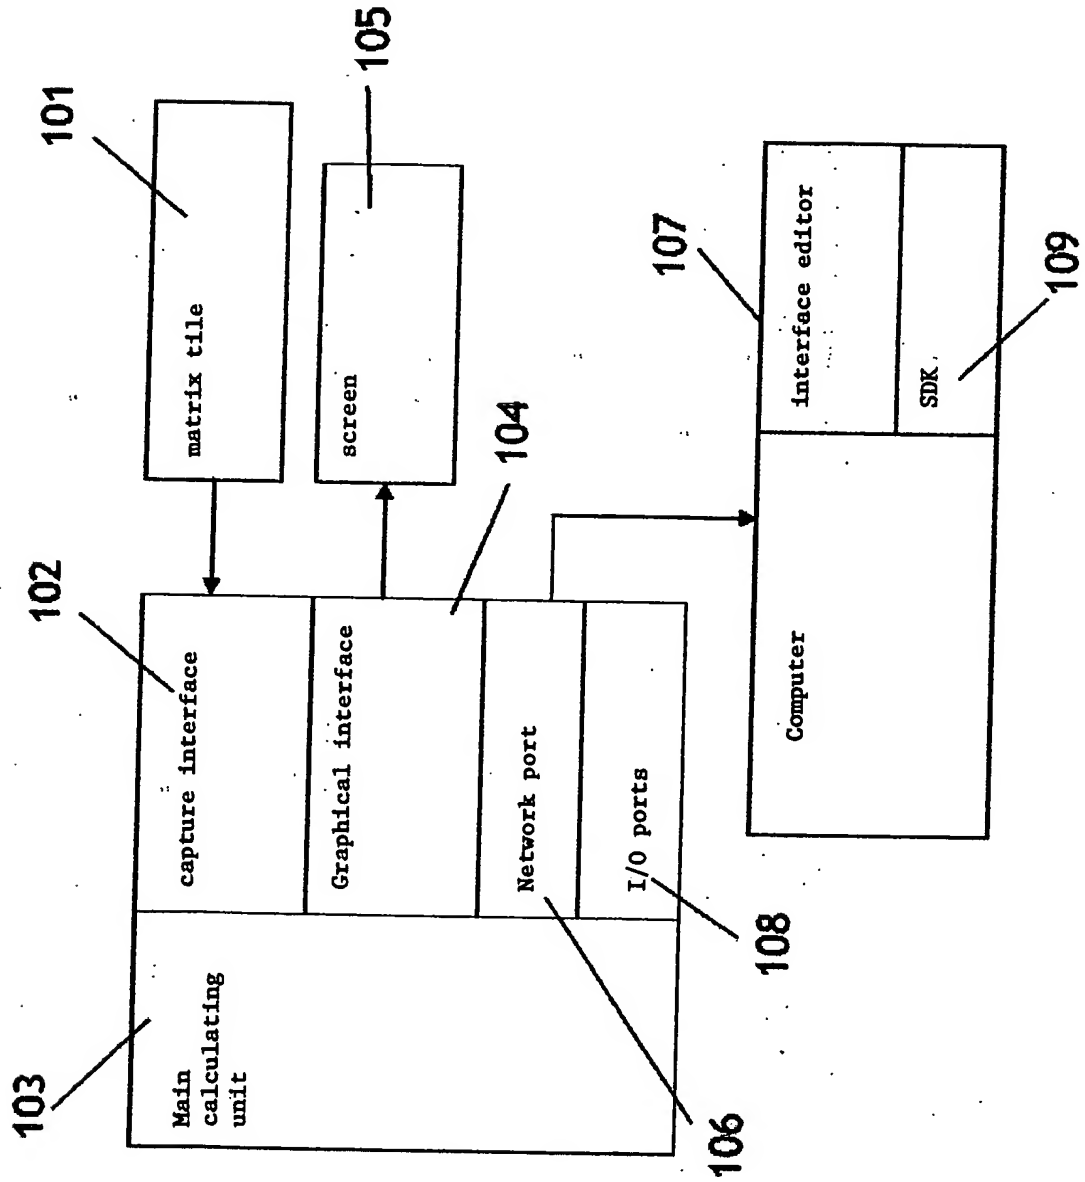 101
matrix tile
105
screen
102
capture interface
104
Graphical interface
103
Main
calculating
unit
Network port
106
I/O ports
108
107
interface editor
SDK
109
Computer